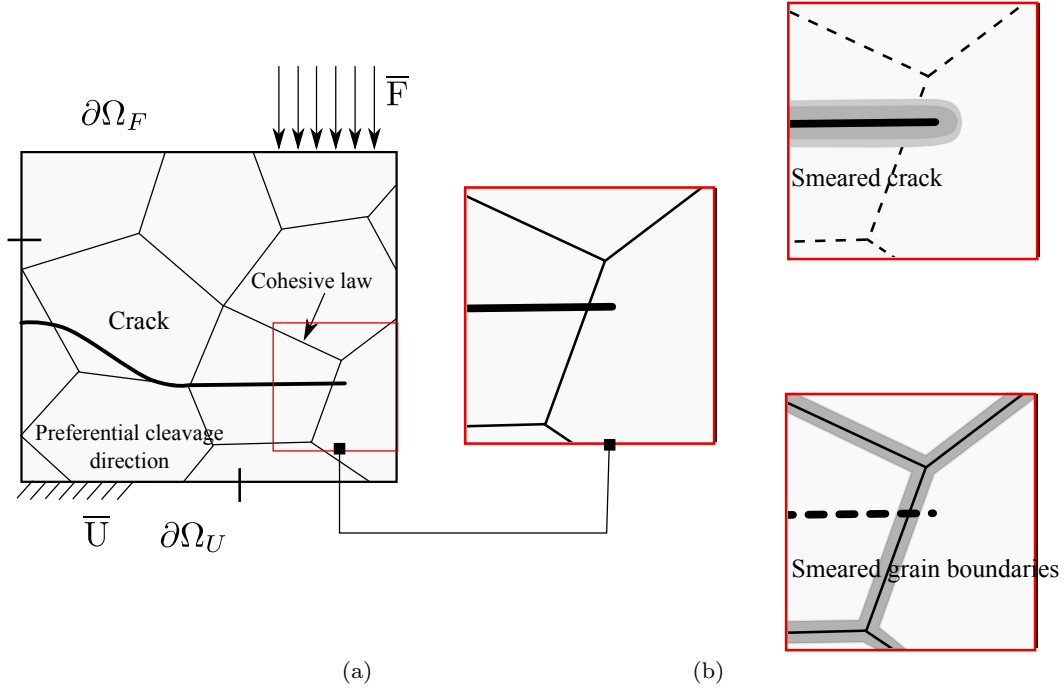 F̅
∂Ω_F
Cohesive law
Crack
Preferential cleavage
direction
U̅
∂Ω_U
Smeared crack
Smeared grain boundaries
(a)
(b)